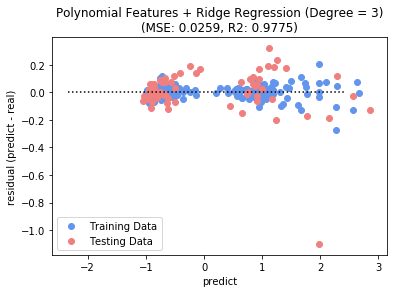 Polynomial Features + Ridge Regression (Degree = 3)
(MSE: 0.0259, R2: 0.9775)
residual (predict - real)
0.2
0.0
−0.2
−0.4
−0.6
−0.8
−1.0
Training Data
Testing Data
−2
−1
0
1
2
3
predict